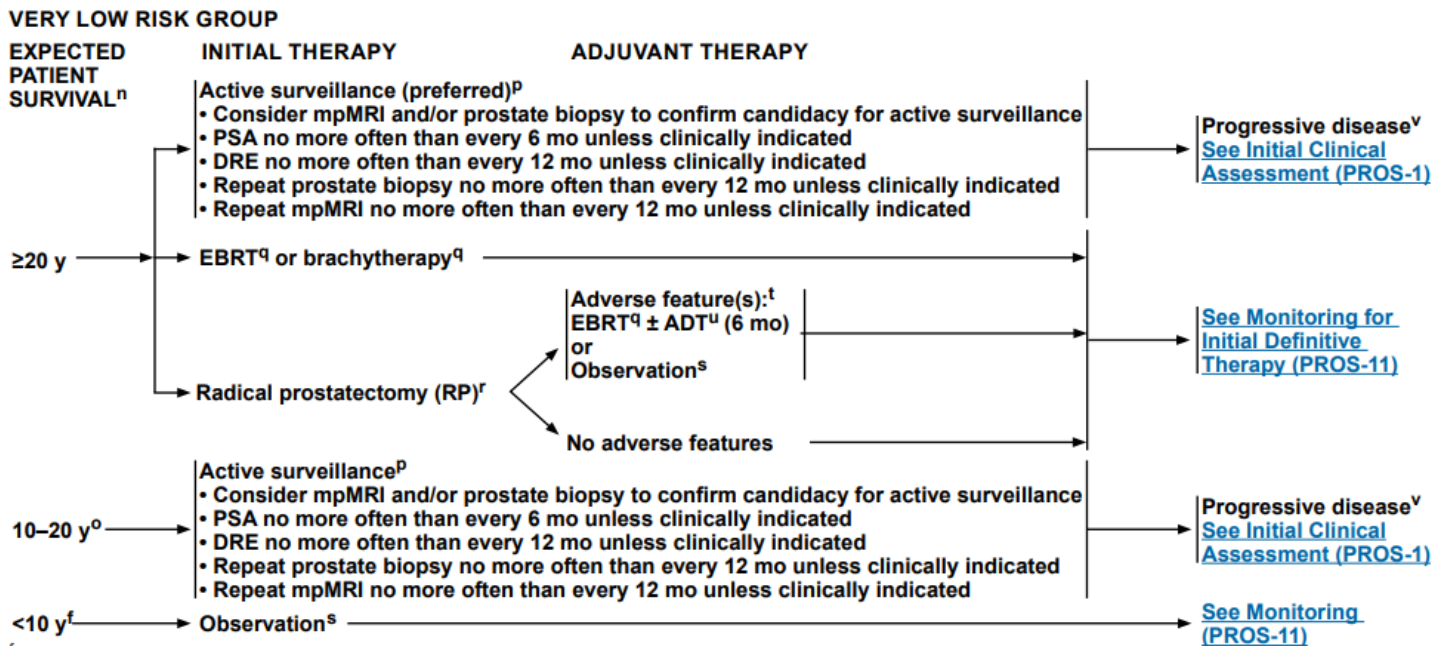 VERY LOW RISK GROUP
EXPECTED PATIENT SURVIVALⁿ
INITIAL THERAPY
ADJUVANT THERAPY
≥20 y
Active surveillance (preferred)ᵖ
• Consider mpMRI and/or prostate biopsy to confirm candidacy for active surveillance
• PSA no more often than every 6 mo unless clinically indicated
• DRE no more often than every 12 mo unless clinically indicated
• Repeat prostate biopsy no more often than every 12 mo unless clinically indicated
• Repeat mpMRI no more often than every 12 mo unless clinically indicated
Progressive diseaseᵛ
See Initial Clinical
Assessment (PROS-1)
EBRT^q or brachytherapy^q
Radical prostatectomy (RP)ʳ
Adverse feature(s):ᵗ
EBRT^q ± ADTᵘ (6 mo)
or
Observationˢ
No adverse features
See Monitoring for
Initial Definitive
Therapy (PROS-11)
10–20 yᵒ
Active surveillanceᵖ
• Consider mpMRI and/or prostate biopsy to confirm candidacy for active surveillance
• PSA no more often than every 6 mo unless clinically indicated
• DRE no more often than every 12 mo unless clinically indicated
• Repeat prostate biopsy no more often than every 12 mo unless clinically indicated
• Repeat mpMRI no more often than every 12 mo unless clinically indicated
Progressive diseaseᵛ
See Initial Clinical
Assessment (PROS-1)
<10 yᶠ
Observationˢ
See Monitoring
(PROS-11)